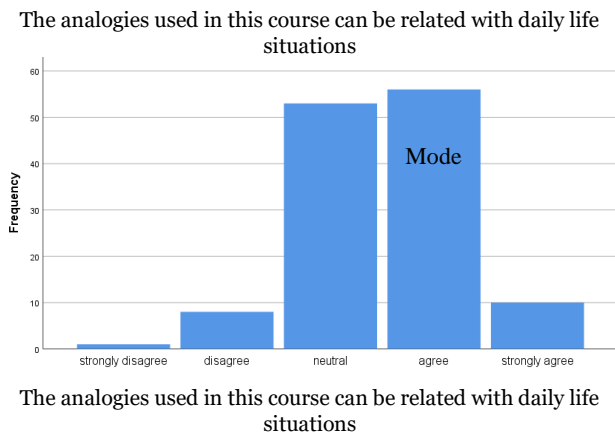 The analogies used in this course can be related with daily life
situations
60
50
40
30
20
10
0
Frequency
Mode
strongly disagree
disagree
neutral
agree
strongly agree
The analogies used in this course can be related with daily life
situations